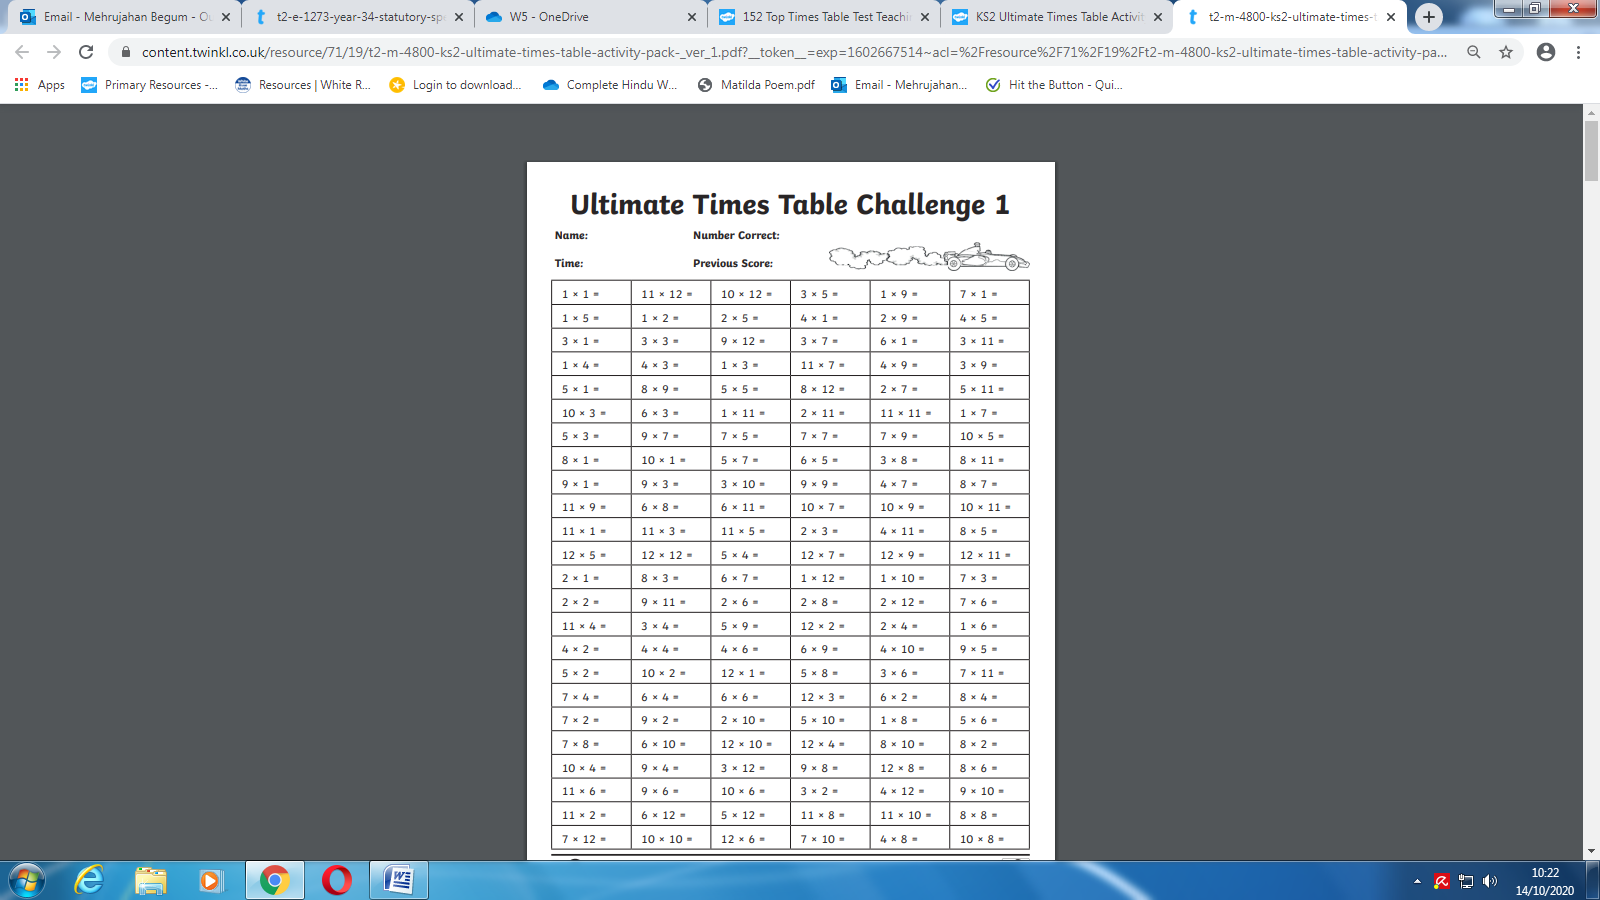 Email - Mehrujahan Begum - Ou
t2-e-1273-year-34-statutory-spe
W5 - OneDrive
152 Top Times Table Test Teachi
KS2 Ultimate Times Table Activit
t2-m-4800-ks2-ultimate-times-t
content.twinkl.co.uk/resource/71/19/t2-m-4800-ks2-ultimate-times-table-activity-pack-_ver_1.pdf?__token__=exp=1602667514~acl=%2Fresource%2F71%2F19%2Ft2-m-4800-ks2-ultimate-times-table-activity-pa...
Apps Primary Resources -... Resources | White R... Login to download... Complete Hindu W... Matilda Poem.pdf Email - Mehrujahan... Hit the Button - Qui...
Ultimate Times Table Challenge 1
Name: Number Correct:
Time: Previous Score:
1 × 1 = 11 × 12 = 10 × 12 = 3 × 5 = 1 × 9 = 7 × 1 =
1 × 5 = 1 × 2 = 2 × 5 = 4 × 1 = 2 × 9 = 4 × 5 =
3 × 1 = 3 × 3 = 9 × 12 = 3 × 7 = 6 × 1 = 3 × 11 =
1 × 4 = 4 × 3 = 1 × 3 = 11 × 7 = 4 × 9 = 3 × 9 =
5 × 1 = 8 × 9 = 5 × 5 = 8 × 12 = 2 × 7 = 5 × 11 =
10 × 3 = 6 × 3 = 1 × 11 = 2 × 11 = 11 × 11 = 1 × 7 =
5 × 3 = 9 × 7 = 7 × 5 = 7 × 7 = 7 × 9 = 10 × 5 =
8 × 1 = 10 × 1 = 5 × 7 = 6 × 5 = 3 × 8 = 8 × 11 =
9 × 1 = 9 × 3 = 3 × 10 = 9 × 9 = 4 × 7 = 8 × 7 =
11 × 9 = 6 × 8 = 6 × 11 = 10 × 7 = 10 × 9 = 10 × 11 =
11 × 1 = 11 × 3 = 11 × 5 = 2 × 3 = 4 × 11 = 8 × 5 =
12 × 5 = 12 × 12 = 5 × 4 = 12 × 7 = 12 × 9 = 12 × 11 =
2 × 1 = 8 × 3 = 6 × 7 = 1 × 12 = 1 × 10 = 7 × 3 =
2 × 2 = 9 × 11 = 2 × 6 = 2 × 8 = 2 × 12 = 7 × 6 =
11 × 4 = 3 × 4 = 5 × 9 = 12 × 2 = 2 × 4 = 1 × 6 =
4 × 2 = 4 × 4 = 4 × 6 = 6 × 9 = 4 × 10 = 9 × 5 =
5 × 2 = 10 × 2 = 12 × 1 = 5 × 8 = 3 × 6 = 7 × 11 =
7 × 4 = 6 × 4 = 6 × 6 = 12 × 3 = 6 × 2 = 8 × 4 =
7 × 2 = 9 × 2 = 2 × 10 = 5 × 10 = 1 × 8 = 5 × 6 =
7 × 8 = 6 × 10 = 12 × 10 = 12 × 4 = 8 × 10 = 8 × 2 =
10 × 4 = 9 × 4 = 3 × 12 = 9 × 8 = 12 × 8 = 8 × 6 =
11 × 6 = 9 × 6 = 10 × 6 = 3 × 2 = 4 × 12 = 9 × 10 =
11 × 2 = 6 × 12 = 5 × 12 = 11 × 8 = 11 × 10 = 8 × 8 =
7 × 12 = 10 × 10 = 12 × 6 = 7 × 10 = 4 × 8 = 10 × 8 =
10:22
14/10/2020